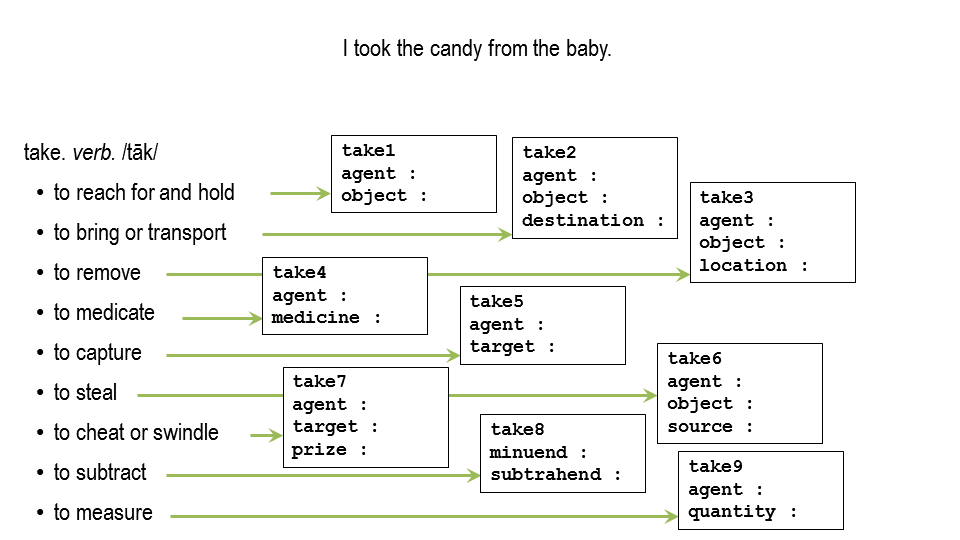 I took the candy from the baby.
take. verb. /tāk/
• to reach for and hold
• to bring or transport
• to remove
• to medicate
• to capture
• to steal
• to cheat or swindle
• to subtract
• to measure
take1
agent :
object :
take2
agent :
object :
destination :
take3
agent :
object :
location :
take4
agent :
medicine :
take5
agent :
target :
take6
agent :
object :
source :
take7
agent :
target :
prize :
take8
minuend :
subtrahend :
take9
agent :
quantity :